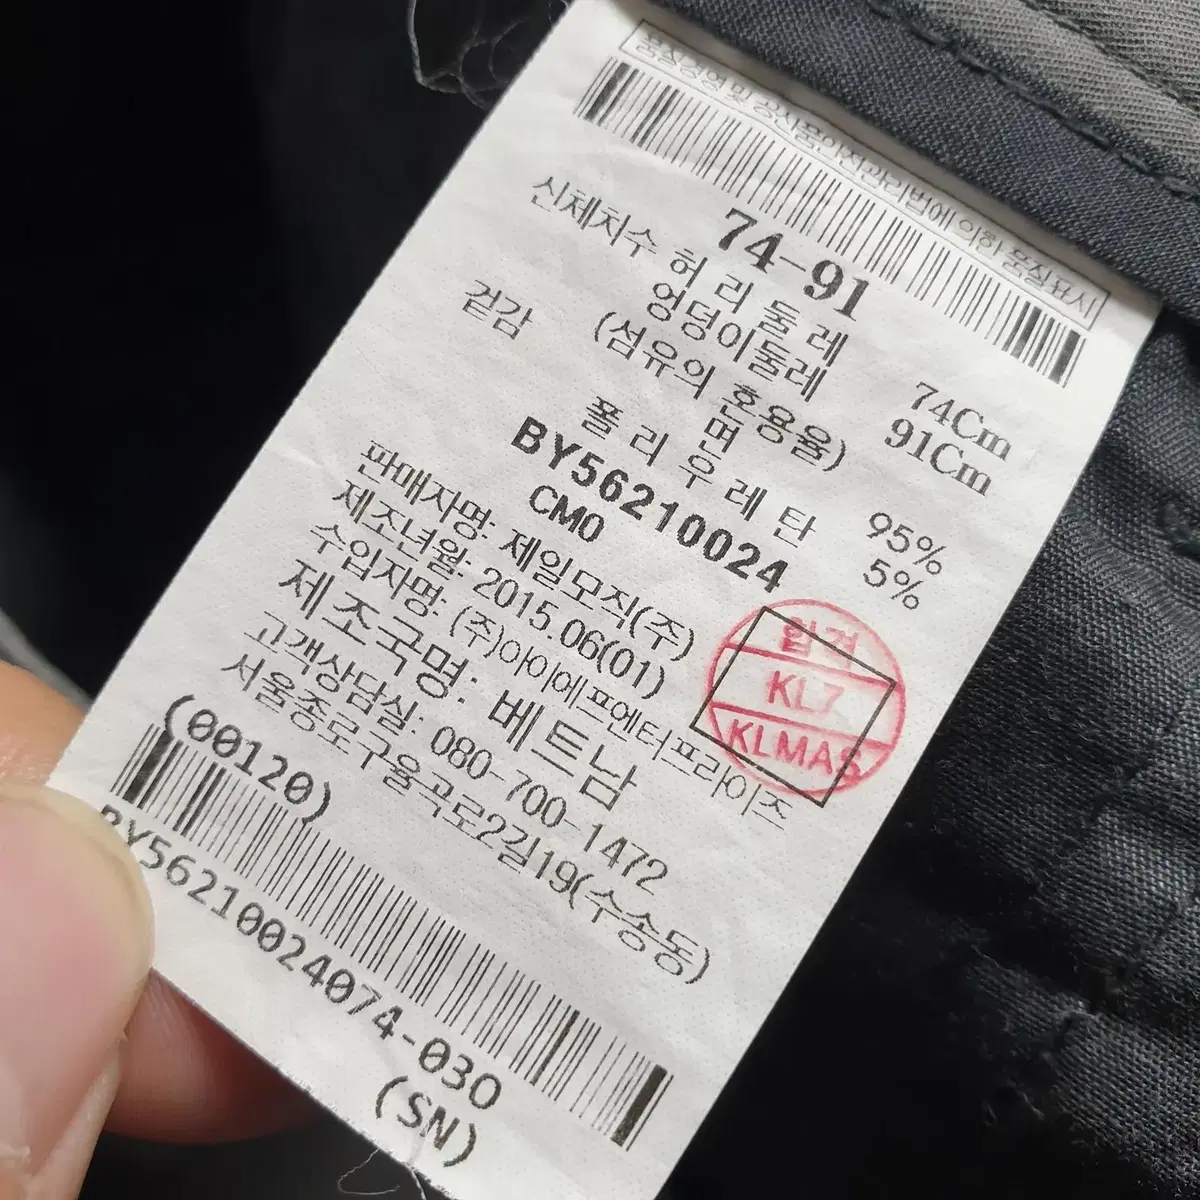 품질경영 및 공산품안전관리법에 의한 품질표시
74-91
신체치수 허 리 둘 레 74Cm
엉덩이둘레 91Cm
(섬유의 혼용율)
겉감 면 95%
폴 리 우 레 탄 5%
BY56210024
CMO
판매자명: 제일모직(주)
제조년월: 2015.06(01)
수입자명: (주)아이에프엔터프라이즈
제조국명: 베트남
고객상담실: 080-700-1472
서울종로구율곡로2길19(수송동)
(00120)
BY56210024074-030
(SN)
합격
KL7
KLMAS